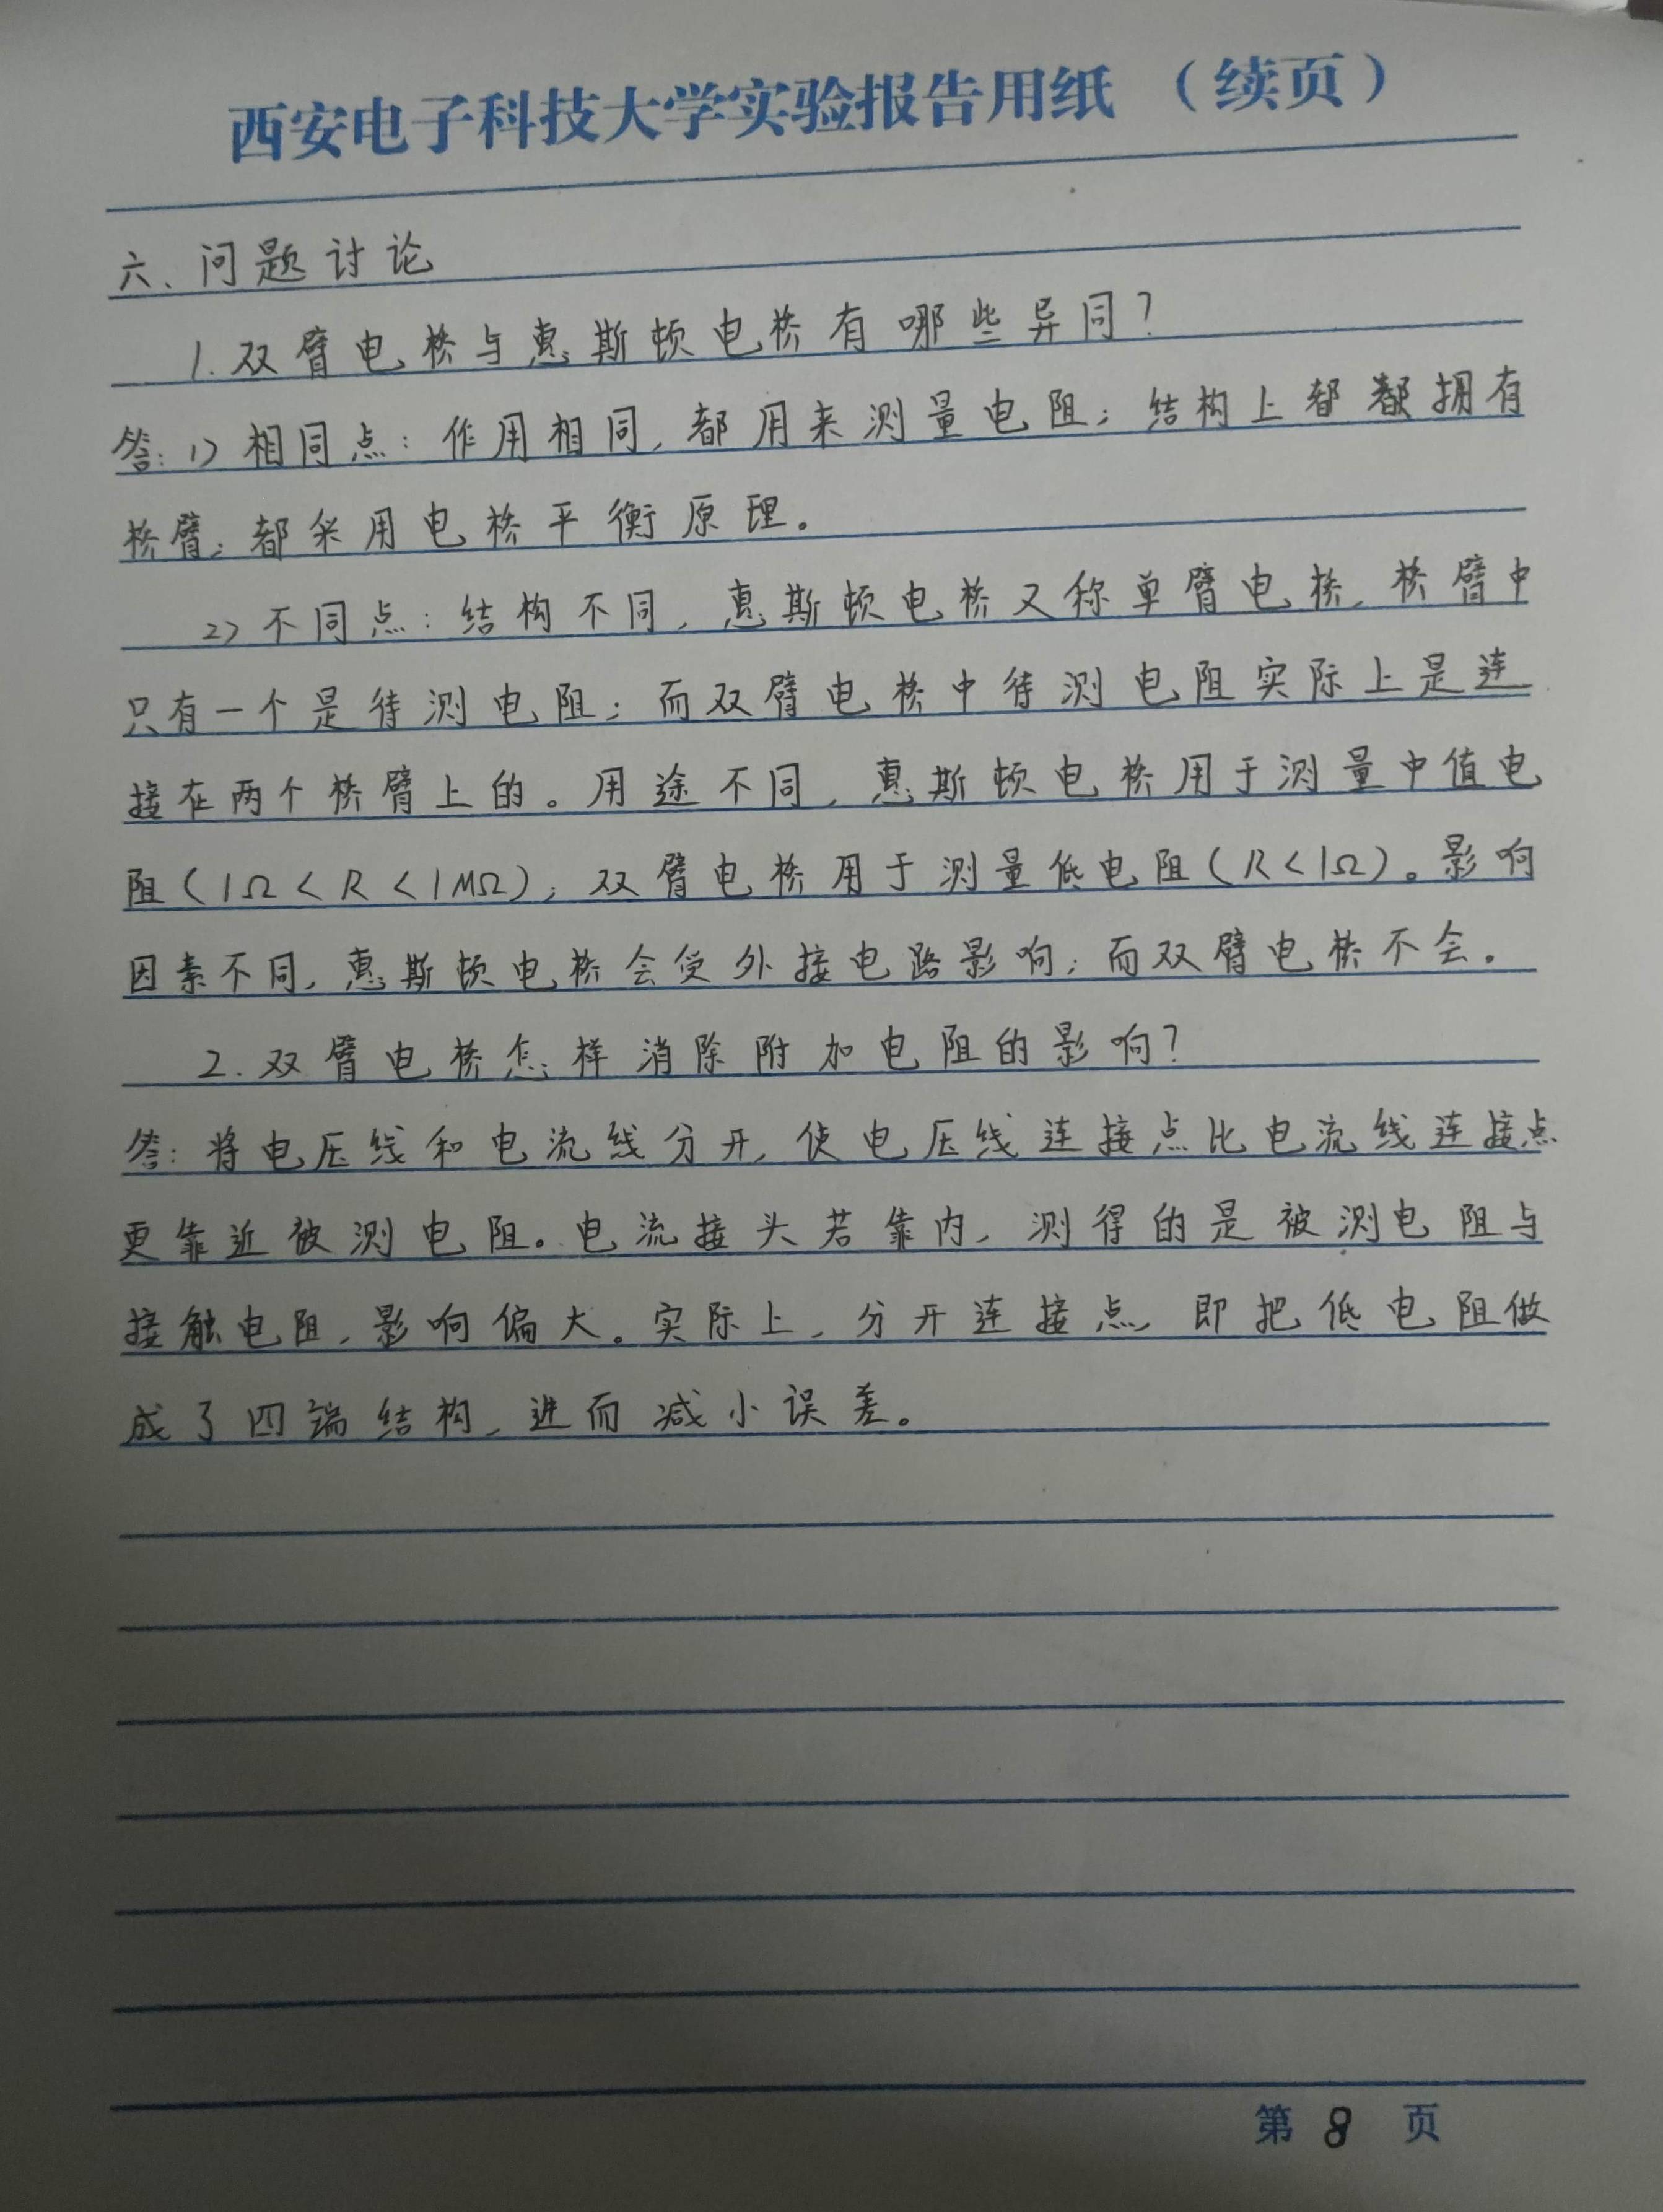 西安电子科技大学实验报告用纸（续页）
六、问题讨论
1.双臂电桥与惠斯顿电桥有哪些异同？
答：1）相同点：作用相同，都用来测量电阻；结构上都都拥有
桥臂；都采用电桥平衡原理。
2）不同点：结构不同，惠斯顿电桥又称单臂电桥，桥臂中
只有一个是待测电阻；而双臂电桥中待测电阻实际上是连
接在两个桥臂上的。用途不同，惠斯顿电桥用于测量中值电
阻（1Ω<R<1MΩ），双臂电桥用于测量低电阻（R<1Ω）。影响
因素不同，惠斯顿电桥会受外接电路影响；而双臂电桥不会。
2.双臂电桥怎样消除附加电阻的影响？
答：将电压线和电流线分开，使电压线连接点比电流线连接点
更靠近被测电阻。电流接头若靠内，测得的是被测电阻与
接触电阻，影响偏大。实际上，分开连接点，即把低电阻做
成了四端结构，进而减小误差。
第8页